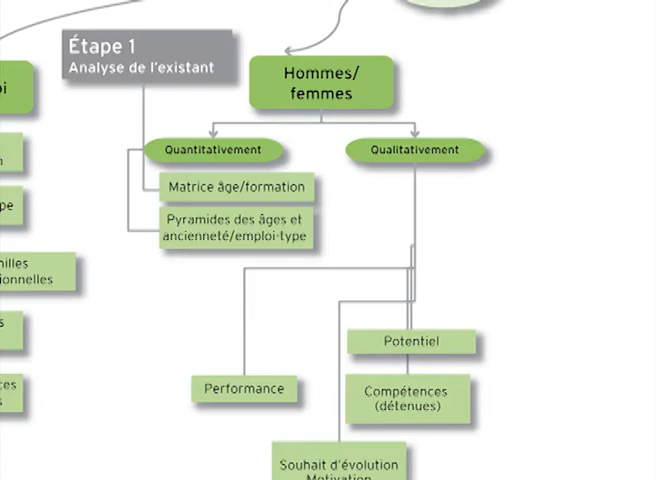 Étape 1
Analyse de l'existant
Hommes/
femmes
Quantitativement
Qualitativement
Matrice âge/formation
Pyramides des âges et
ancienneté/emploi-type
Potentiel
Performance
Compétences
(détenues)
Souhait d'évolution
Motivation